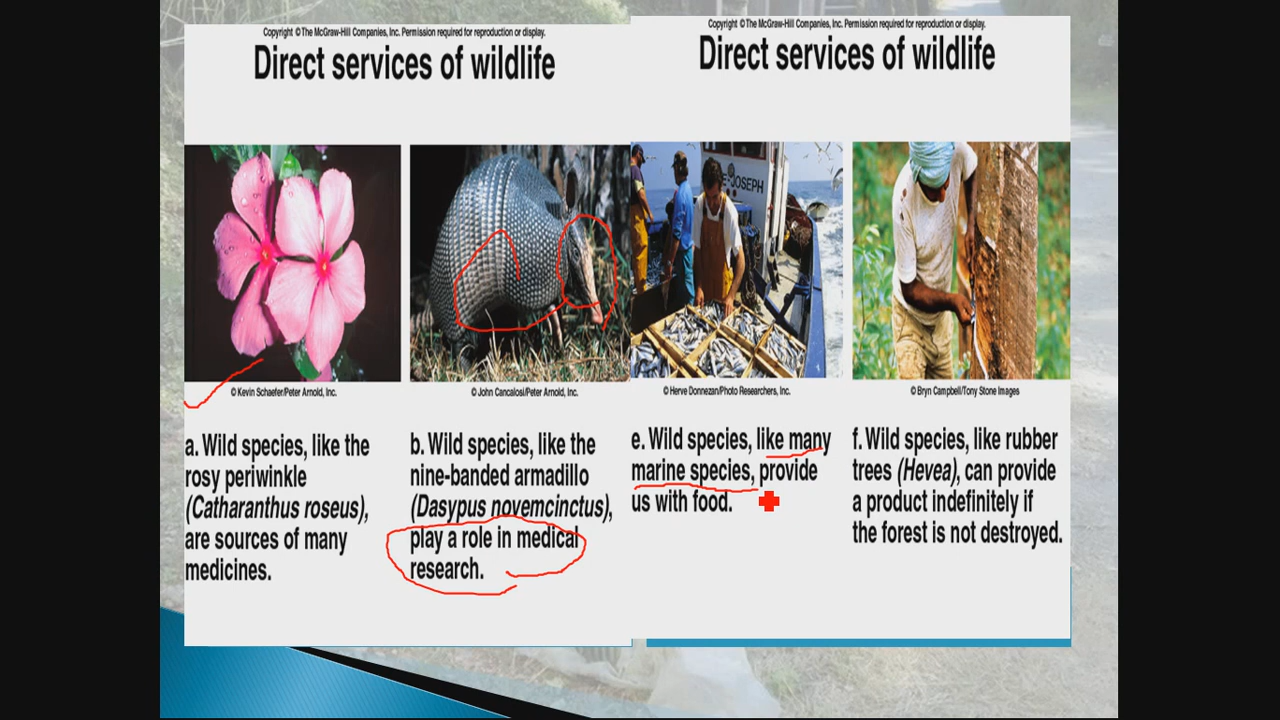 Copyright © The McGraw-Hill Companies, Inc. Permission required for reproduction or display.
Direct services of wildlife
© Kevin Schaefer/Peter Arnold, Inc.
a. Wild species, like the
rosy periwinkle
(Catharanthus roseus),
are sources of many
medicines.
© John Cancalosi/Peter Arnold, Inc.
b. Wild species, like the
nine-banded armadillo
(Dasypus novemcinctus),
play a role in medical
research.
Copyright © The McGraw-Hill Companies, Inc. Permission required for reproduction or display.
Direct services of wildlife
E-JOSEPH
© Herve Donnezan/Photo Researchers, Inc.
e. Wild species, like many
marine species, provide
us with food.
© Bryn Campbell/Tony Stone Images
f. Wild species, like rubber
trees (Hevea), can provide
a product indefinitely if
the forest is not destroyed.